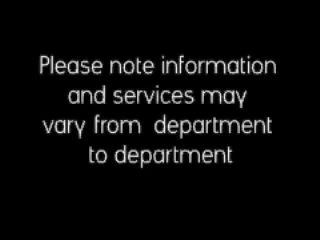 Please note information
and services may
vary from department
to department